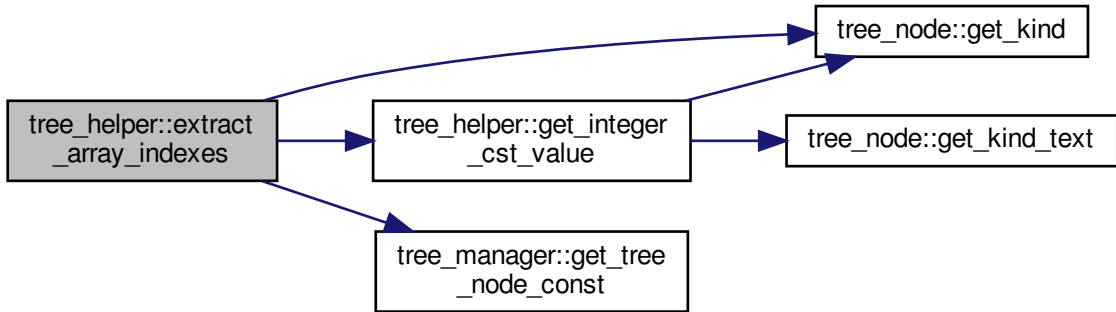 tree_helper::extract
_array_indexes
tree_node::get_kind
tree_helper::get_integer
_cst_value
tree_node::get_kind_text
tree_manager::get_tree
_node_const